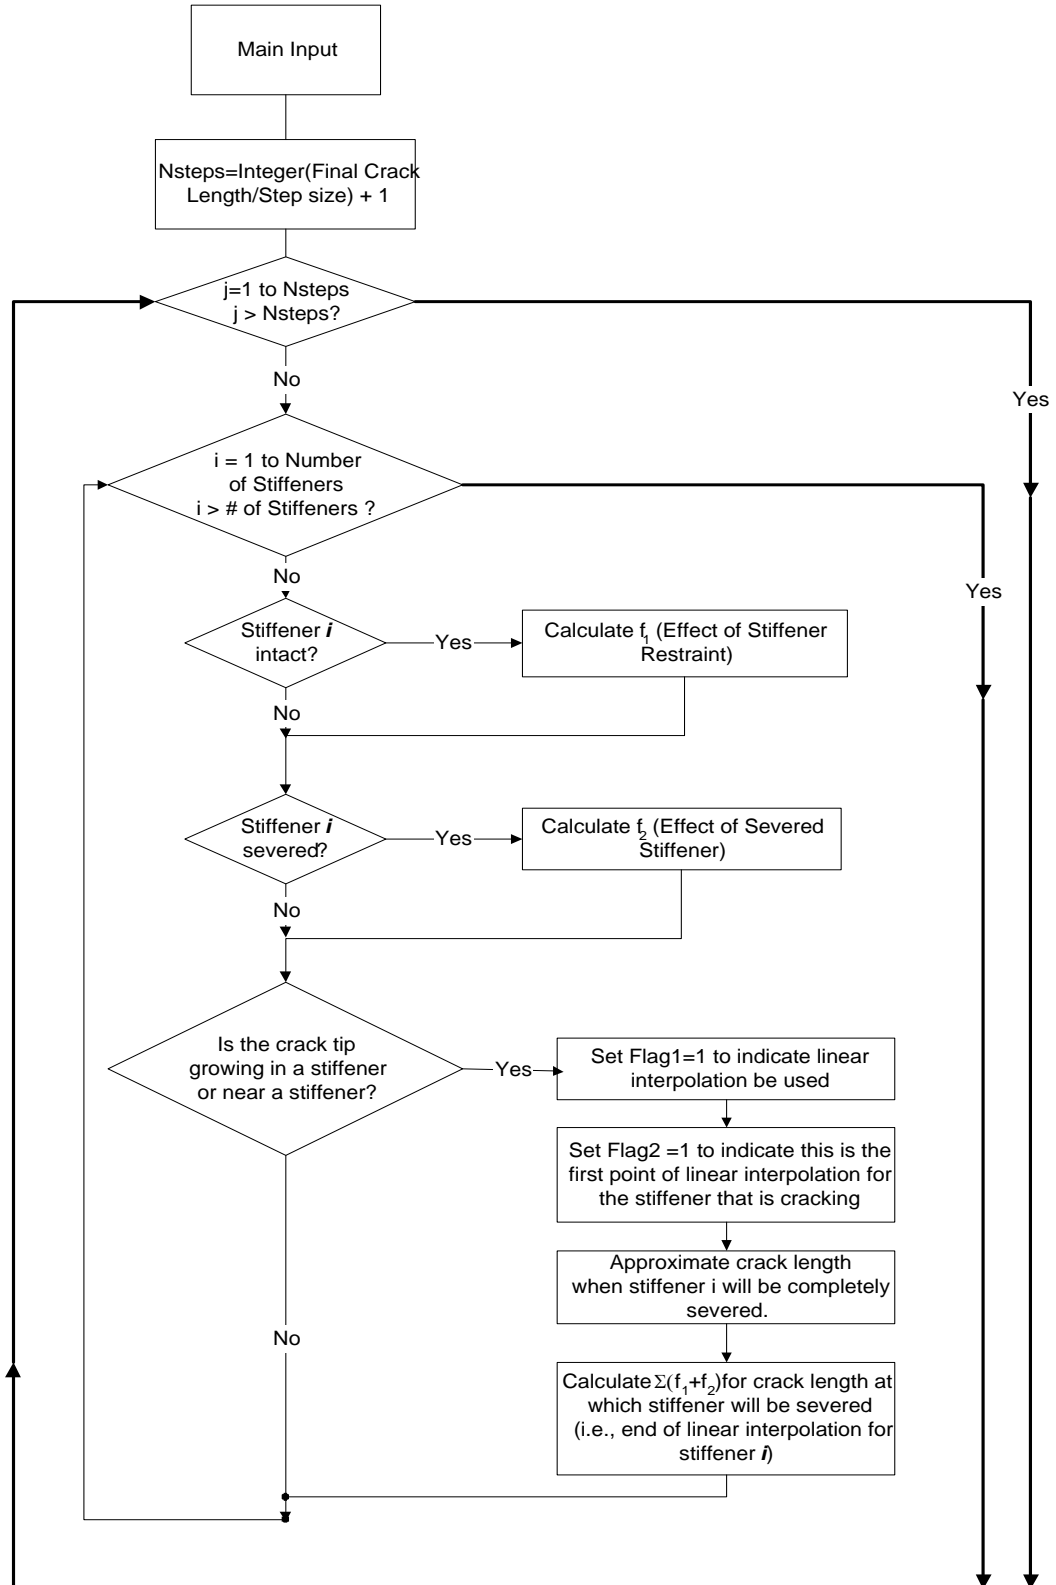 Main Input
Nsteps=Integer(Final Crack
Length/Step size) + 1
j=1 to Nsteps
j > Nsteps?
No
Yes
i = 1 to Number
of Stiffeners
i > # of Stiffeners ?
No
Yes
Stiffener i
intact?
Yes
Calculate f1 (Effect of Stiffener
Restraint)
No
Stiffener i
severed?
Yes
Calculate f2 (Effect of Severed
Stiffener)
No
Is the crack tip
growing in a stiffener
or near a stiffener?
Yes
Set Flag1=1 to indicate linear
interpolation be used
Set Flag2 =1 to indicate this is the
first point of linear interpolation for
the stiffener that is cracking
Approximate crack length
when stiffener i will be completely
severed.
No
Calculate Σ(f1+f2)for crack length at
which stiffener will be severed
(i.e., end of linear interpolation for
stiffener i)